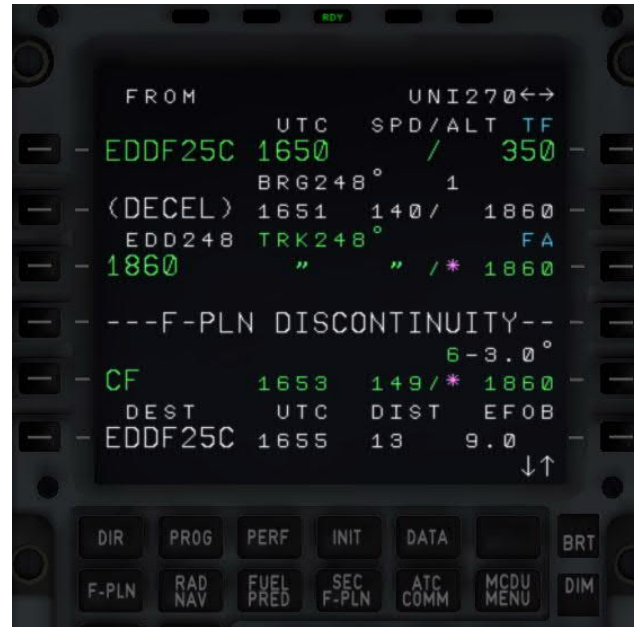 RDY
FROM UNI270←→
UTC SPD/ALT TF
EDDF25C 1650 / 350
BRG248° 1
(DECEL) 1651 140/ 1860
EDD248 TRK248° FA
1860 " " /* 1860
---F-PLN DISCONTINUITY--
6-3.0°
CF 1653 149/* 1860
DEST UTC DIST EFOB
EDDF25C 1655 13 9.0
↓↑
DIR PROG PERF INIT DATA BRT
F-PLN RAD NAV FUEL PRED SEC F-PLN ATC COMM MCDU MENU DIM